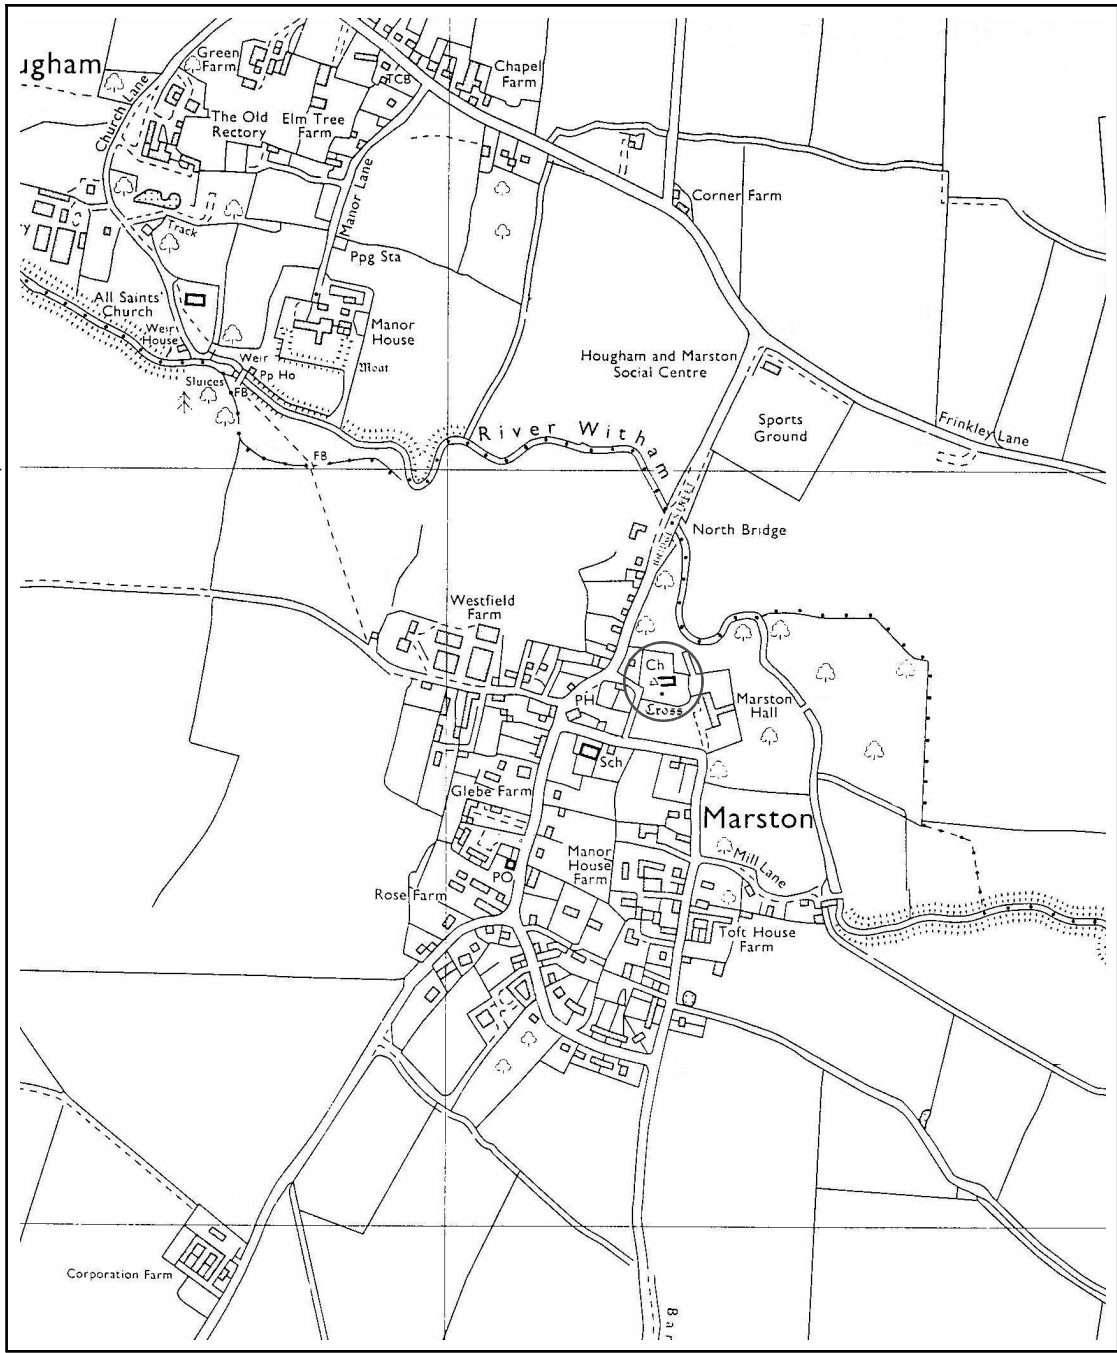 ugham
Green
Farm
TCB
Chapel
Farm
Church Lane
The Old
Rectory
Elm Tree
Farm
Manor Lane
Corner Farm
Track
Ppg Sta
All Saints'
Church
Weir
House
Manor
House
Moat
Weir
Pp Ho
Sluices
FB
Hougham and Marston
Social Centre
Sports
Ground
Frinkley Lane
River Witham
FB
STREET
North Bridge
Westfield
Farm
Ch
Cross
PH
Marston
Hall
Sch
Glebe Farm
Marston
Manor
House
Farm
Mill Lane
PO
Rose Farm
Toft House
Farm
Corporation Farm
Bar